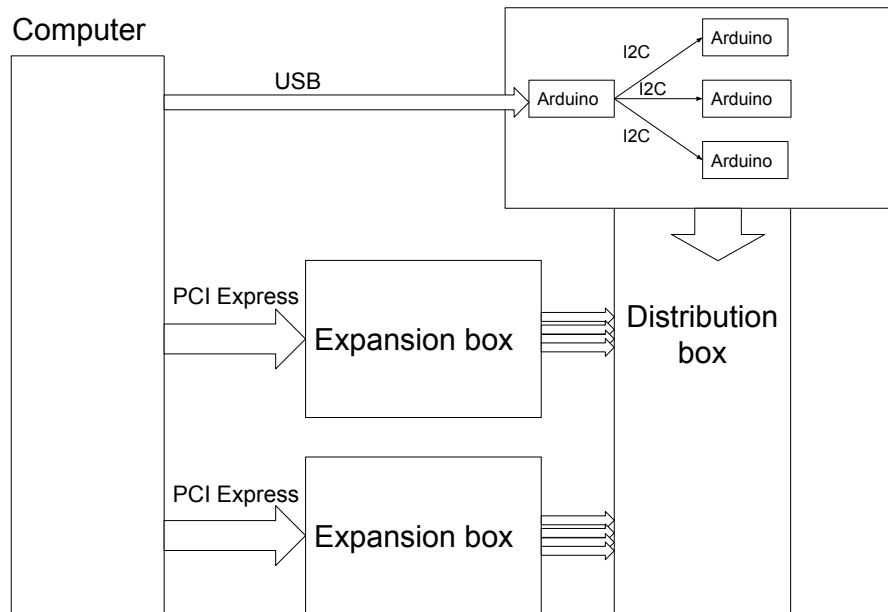 Computer
USB
Arduino
I2C
I2C
I2C
Arduino
Arduino
Arduino
PCI Express
Expansion box
Distribution
box
PCI Express
Expansion box